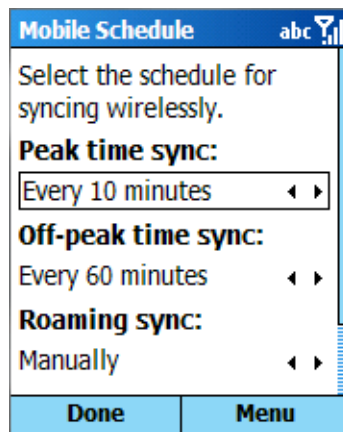 Mobile Schedule abc
Select the schedule for
syncing wirelessly.
Peak time sync:
Every 10 minutes
Off-peak time sync:
Every 60 minutes
Roaming sync:
Manually
Done Menu